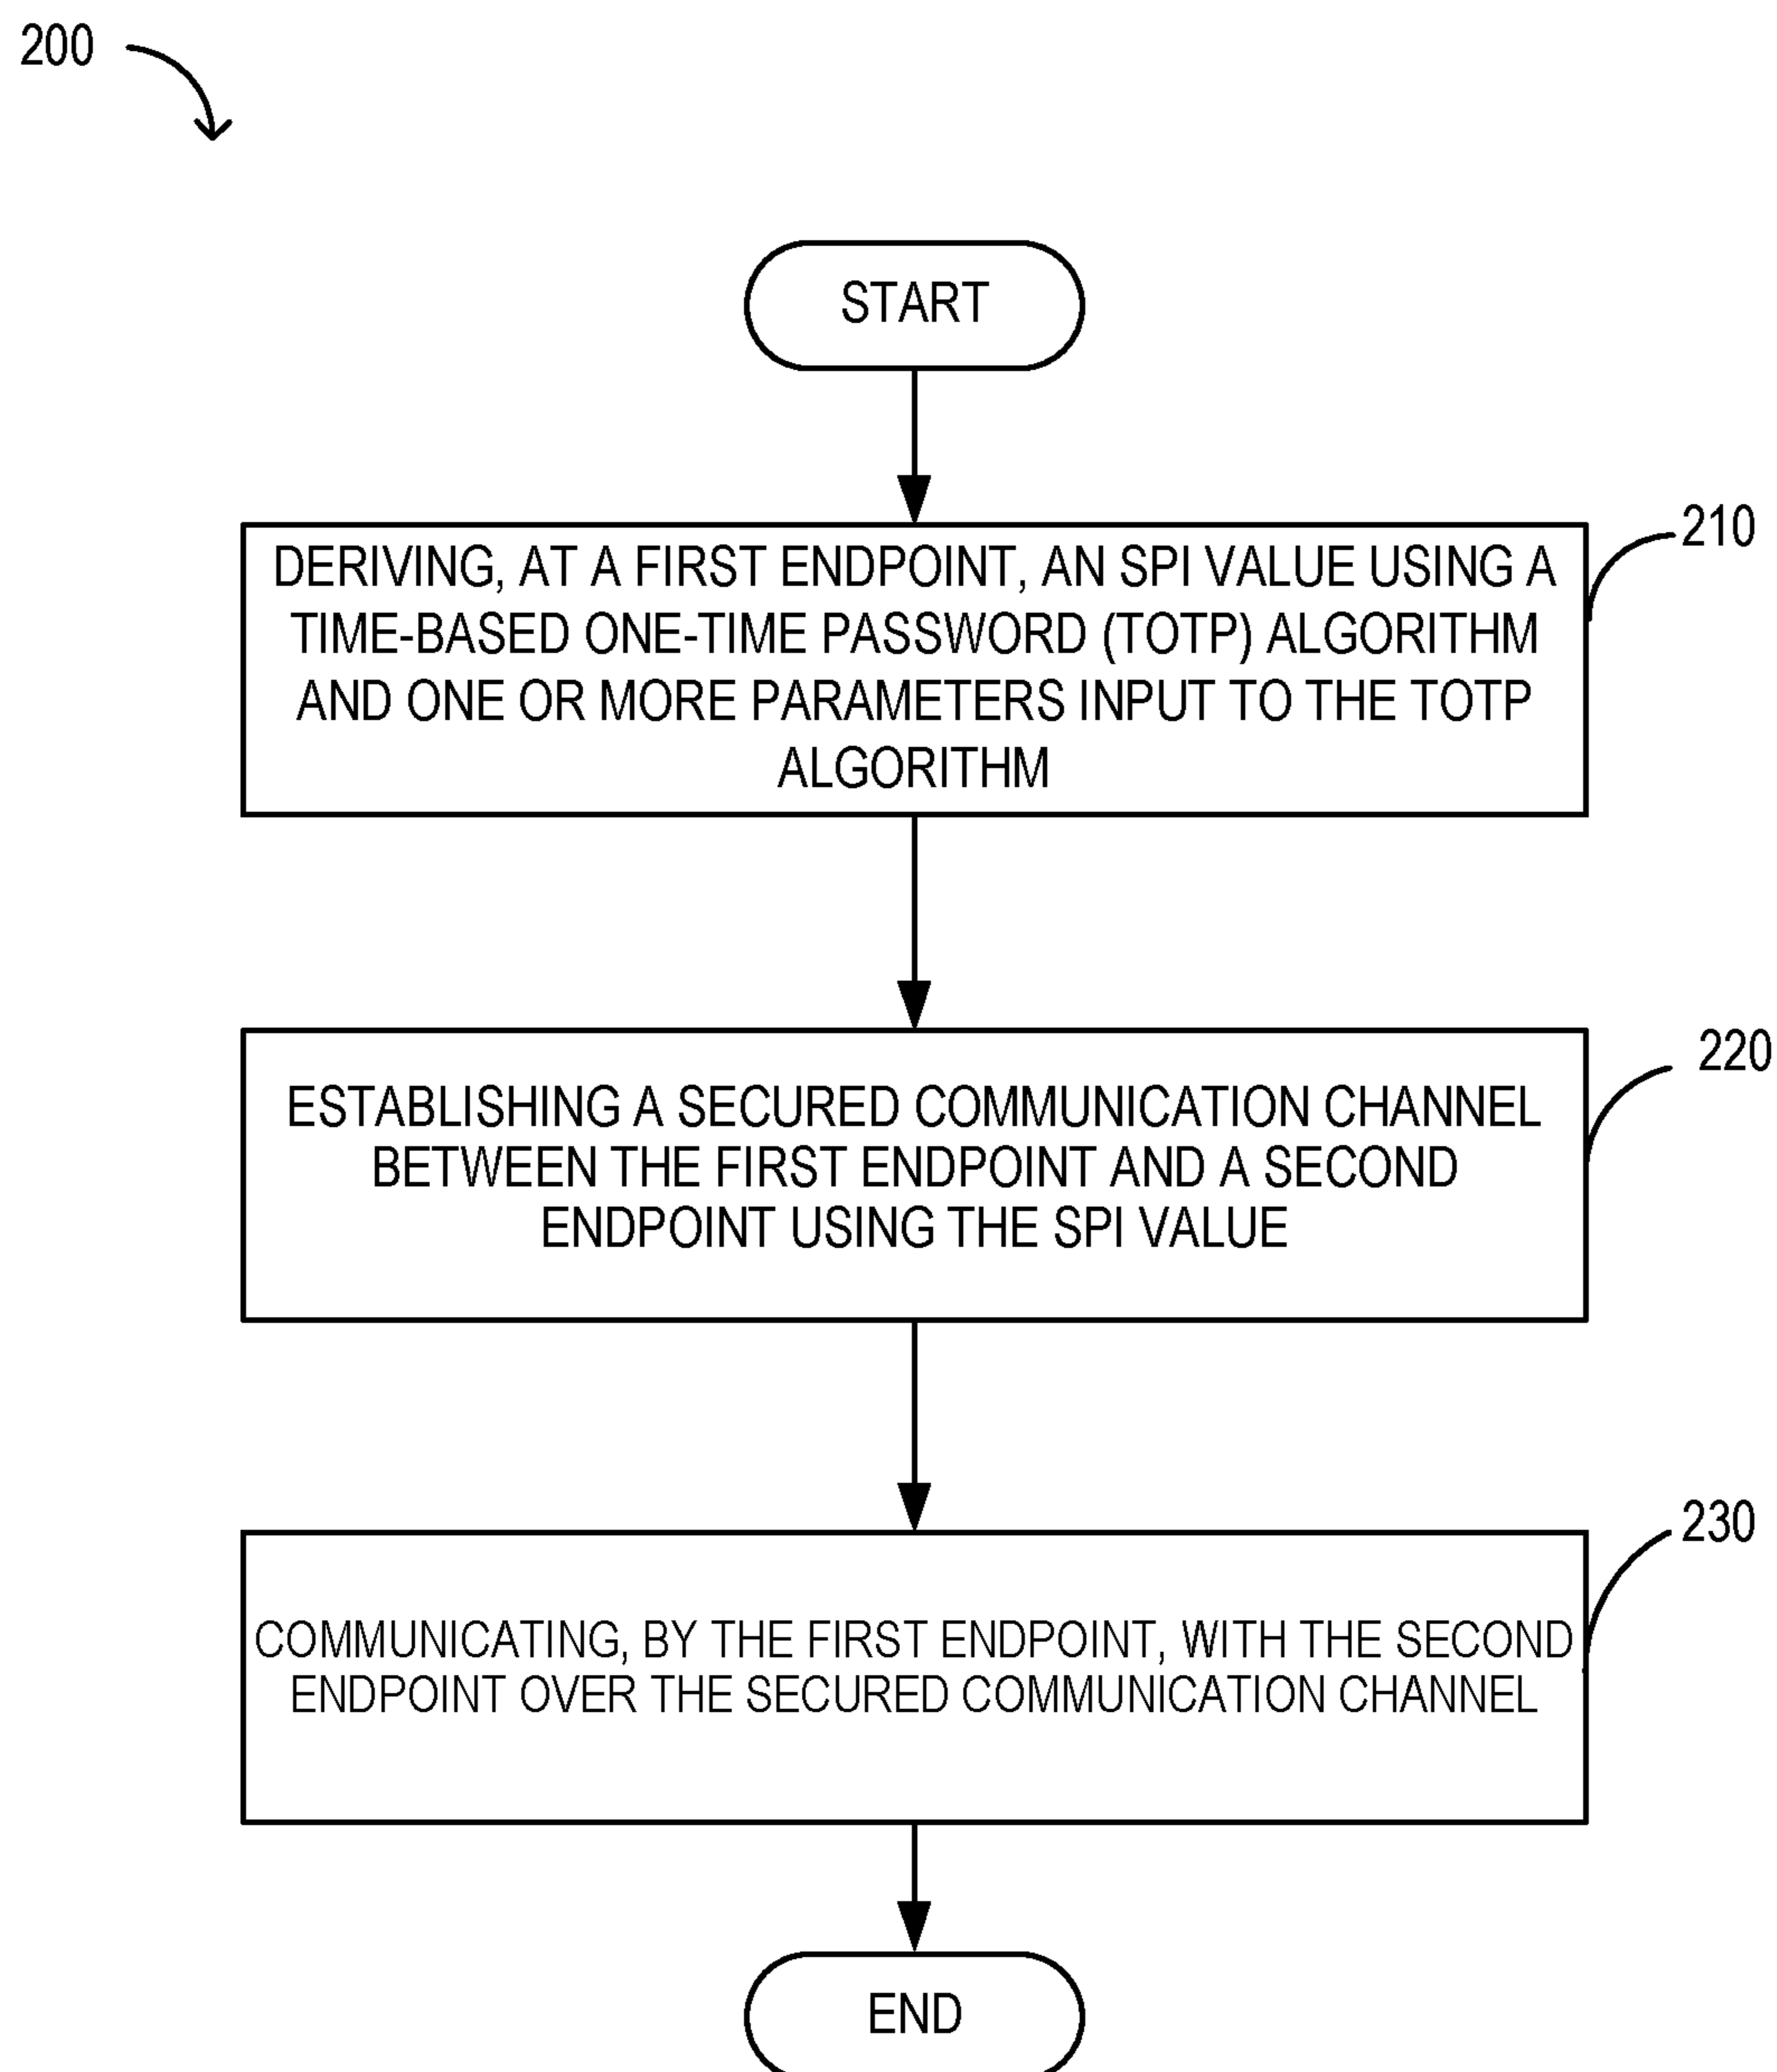 200
START
210
DERIVING, AT A FIRST ENDPOINT, AN SPI VALUE USING A
TIME-BASED ONE-TIME PASSWORD (TOTP) ALGORITHM
AND ONE OR MORE PARAMETERS INPUT TO THE TOTP
ALGORITHM
220
ESTABLISHING A SECURED COMMUNICATION CHANNEL
BETWEEN THE FIRST ENDPOINT AND A SECOND
ENDPOINT USING THE SPI VALUE
230
COMMUNICATING, BY THE FIRST ENDPOINT, WITH THE SECOND
ENDPOINT OVER THE SECURED COMMUNICATION CHANNEL
END